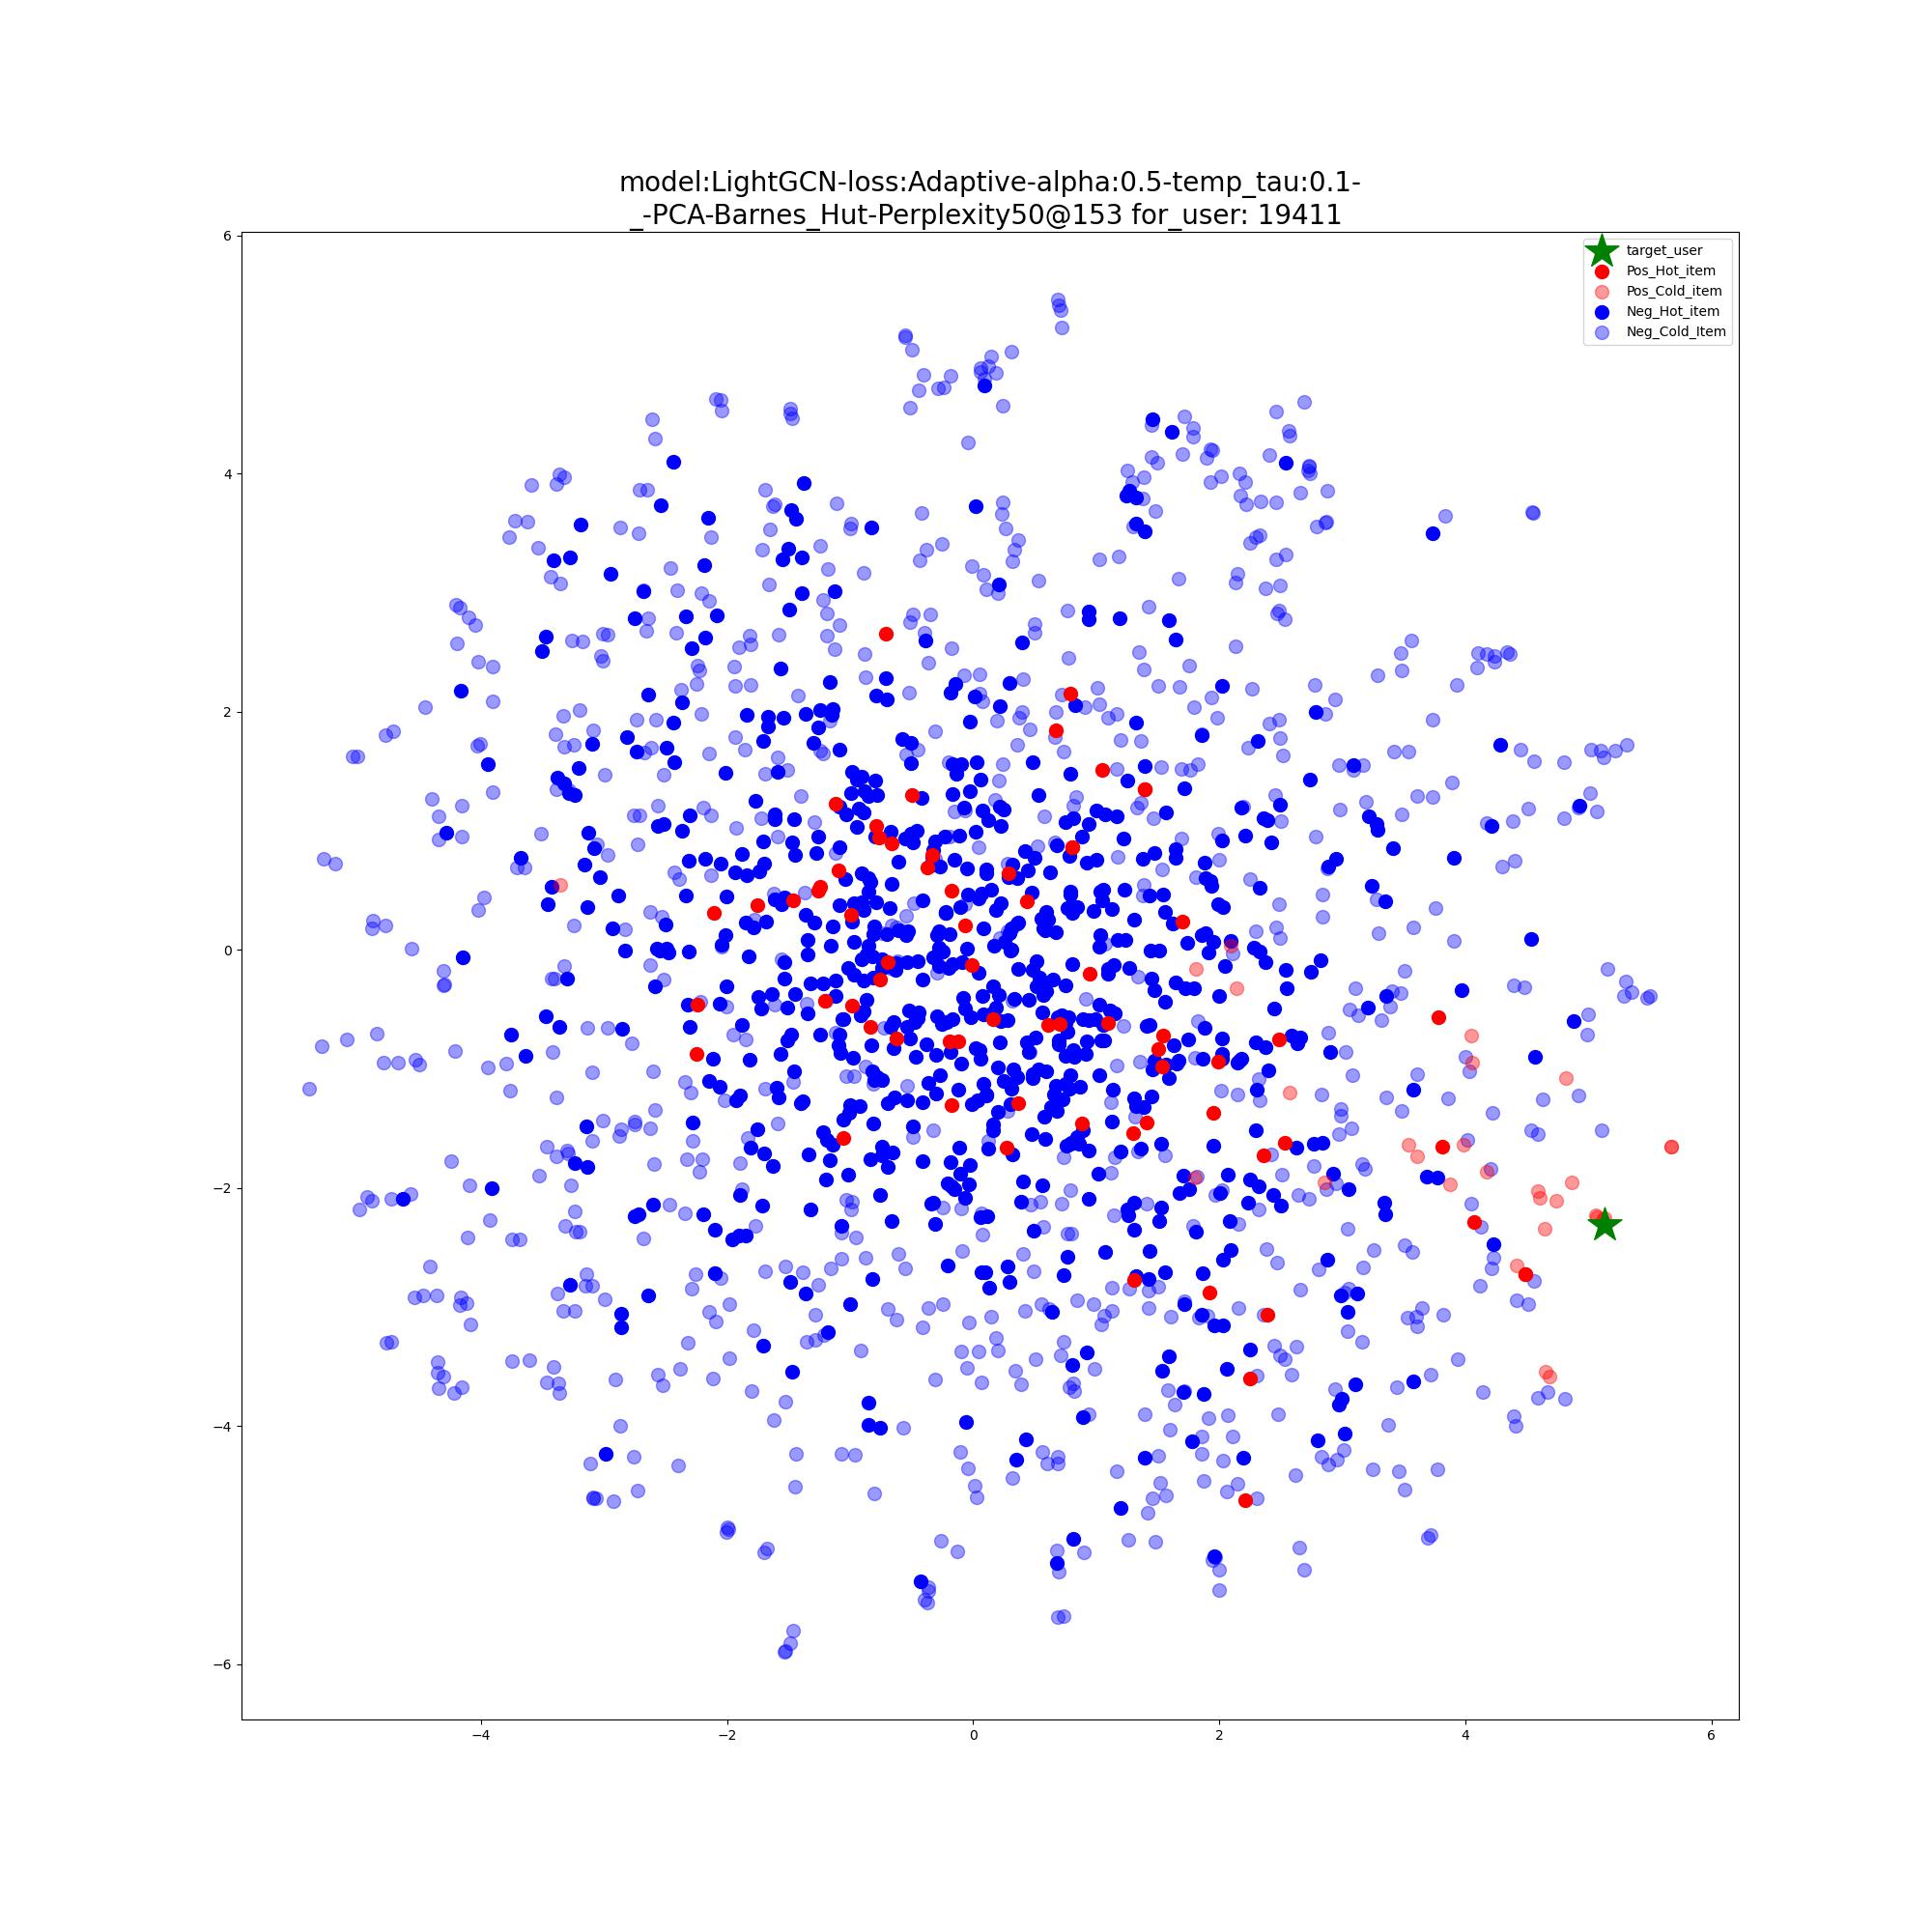 model:LightGCN-loss:Adaptive-alpha:0.5-temp_tau:0.1-
_-PCA-Barnes_Hut-Perplexity50@153 for_user: 19411
target_user
Pos_Hot_item
Pos_Cold_item
Neg_Hot_item
Neg_Cold_Item
6
4
2
0
−2
−4
−6
−4
−2
0
2
4
6